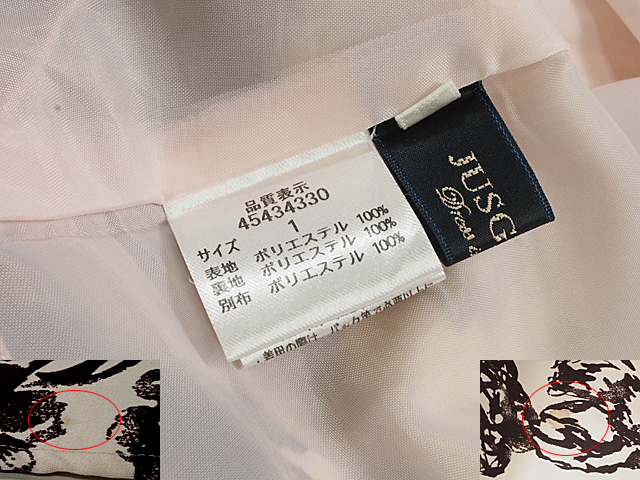 品質表示
45434330
サイズ 1
表地 ポリエステル 100%
裏地 ポリエステル 100%
別布 ポリエステル 100%
JUSG